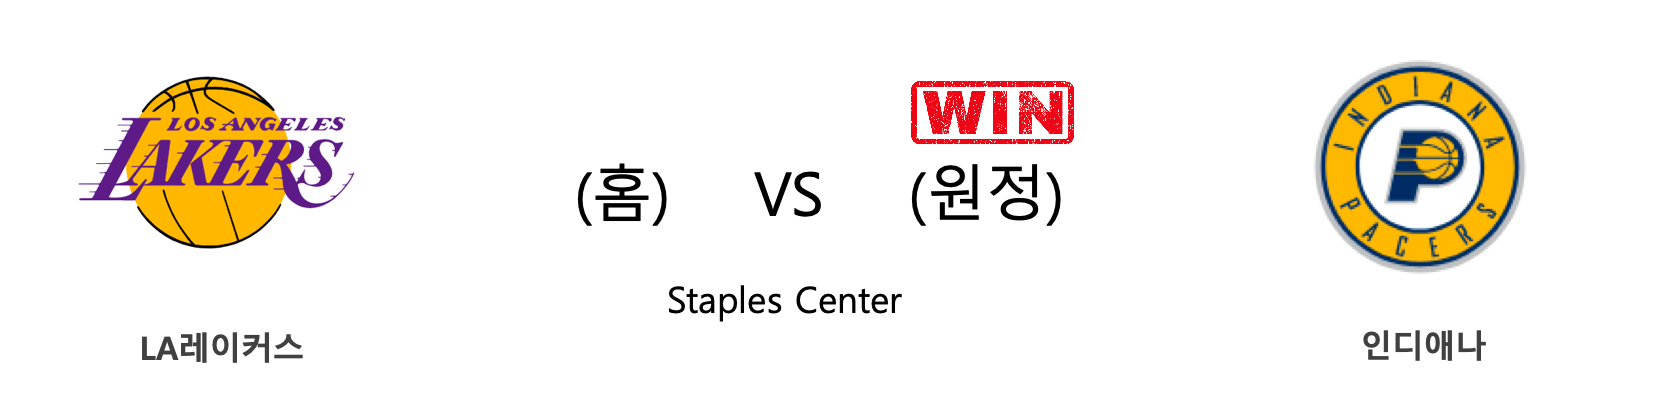 LOS ANGELES
LAKERS
WIN
(홈) VS (원정)
INDIANA
PACERS
Staples Center
LA레이커스
인디애나